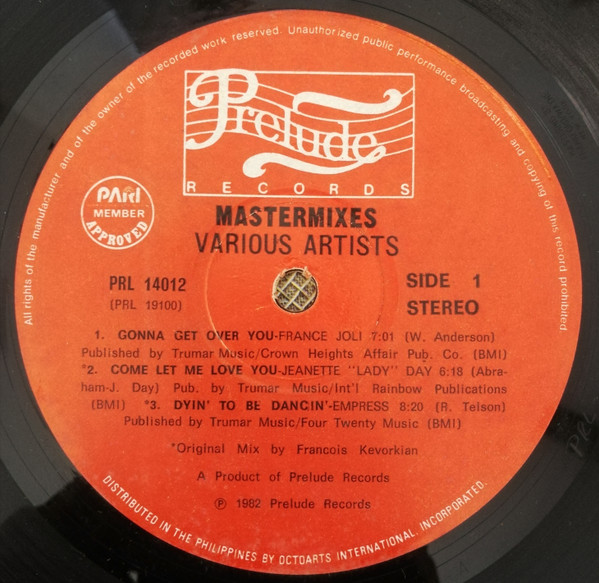 All rights of the manufacturer and of the owner of the recorded work reserved. Unauthorized public performance broadcasting and copying of this record prohibited.
Prelude
RECORDS
PARI
MEMBER
APPROVED
MASTERMIXES
VARIOUS ARTISTS
PRL 14012
(PRL 19100)
SIDE 1
STEREO
1. GONNA GET OVER YOU-FRANCE JOLI 7:01 (W. Anderson)
Published by Trumar Music/Crown Heights Affair Pub. Co. (BMI)
*2. COME LET ME LOVE YOU-JEANETTE "LADY" DAY 6:18 (Abra-
ham-J. Day) Pub. by Trumar Music/Int'l Rainbow Publications
(BMI) *3. DYIN' TO BE DANCIN'-EMPRESS 8:20 (R. Telson)
Published by Trumar Music/Four Twenty Music (BMI)
*Original Mix by Francois Kevorkian
A Product of Prelude Records
℗ 1982 Prelude Records
DISTRIBUTED IN THE PHILIPPINES BY OCTOARTS INTERNATIONAL, INCORPORATED.